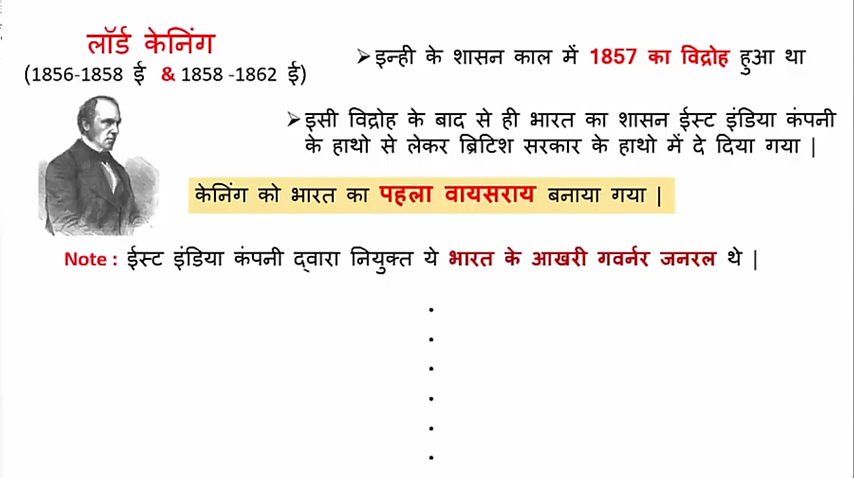 लॉर्ड केनिंग
(1856-1858 ई & 1858 -1862 ई)
➢इन्ही के शासन काल में 1857 का विद्रोह हुआ था
➢इसी विद्रोह के बाद से ही भारत का शासन ईस्ट इंडिया कंपनी
के हाथो से लेकर ब्रिटिश सरकार के हाथो में दे दिया गया |
केनिंग को भारत का पहला वायसराय बनाया गया |
Note : ईस्ट इंडिया कंपनी द्वारा नियुक्त ये भारत के आखरी गवर्नर जनरल थे |